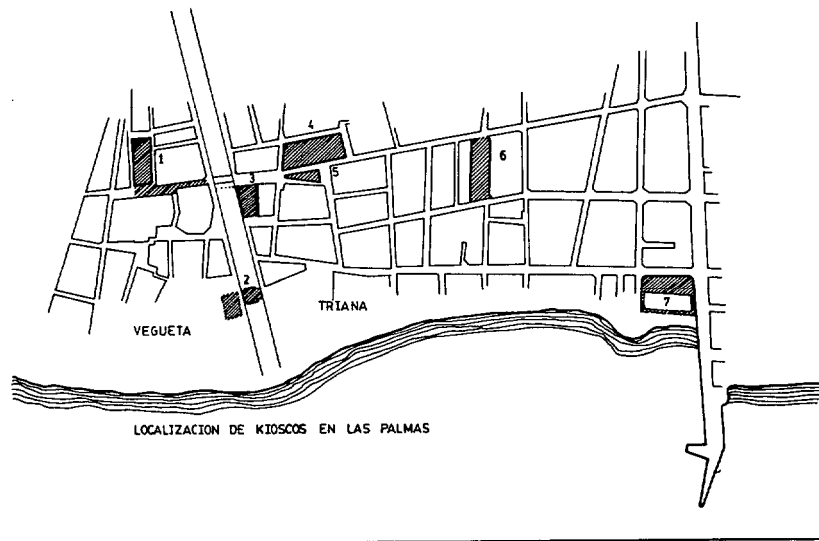 4
1
3
5
6
2
7
TRIANA
VEGUETA
LOCALIZACION DE KIOSCOS EN LAS PALMAS